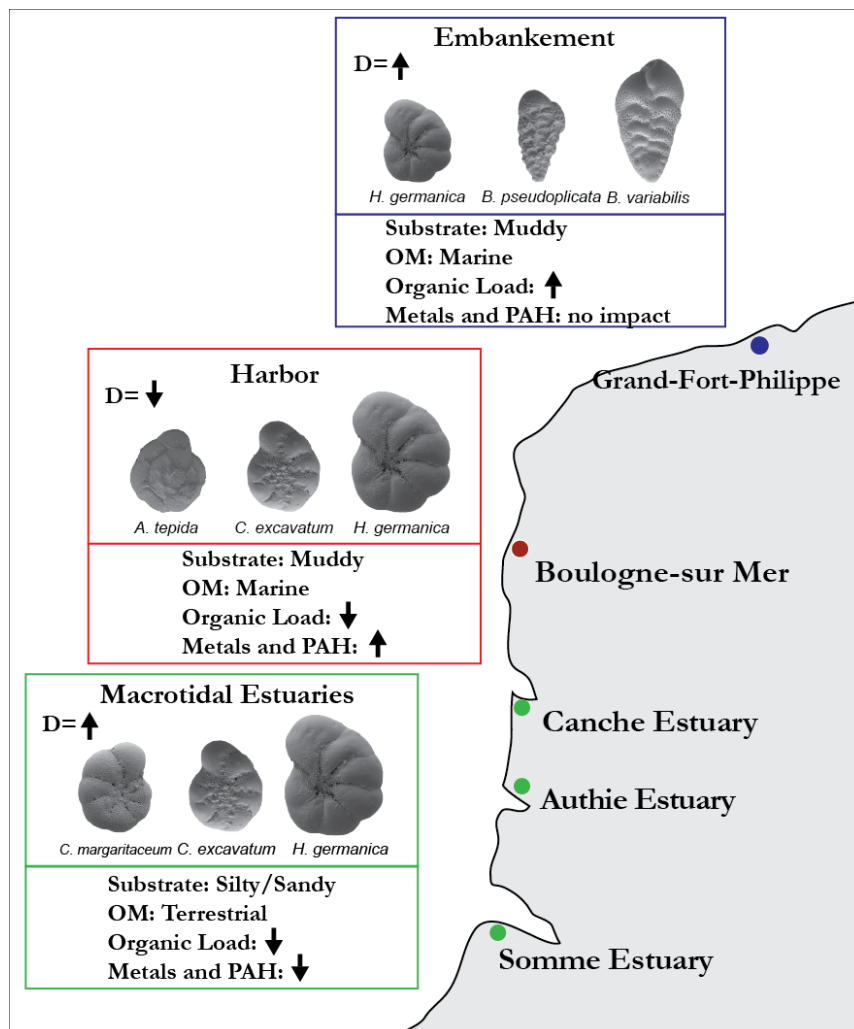 Embankement
D=
H. germanica
B. pseudoplicata
B. variabilis
Substrate: Muddy
OM: Marine
Organic Load:
Metals and PAH: no impact
Grand-Fort-Philippe
Harbor
D=
A. tepida
C. excavatum
H. germanica
Substrate: Muddy
OM: Marine
Organic Load:
Metals and PAH:
Boulogne-sur Mer
Macrotidal Estuaries
D=
C. margaritaceum
C. excavatum
H. germanica
Substrate: Silty/Sandy
OM: Terrestrial
Organic Load:
Metals and PAH:
Canche Estuary
Authie Estuary
Somme Estuary